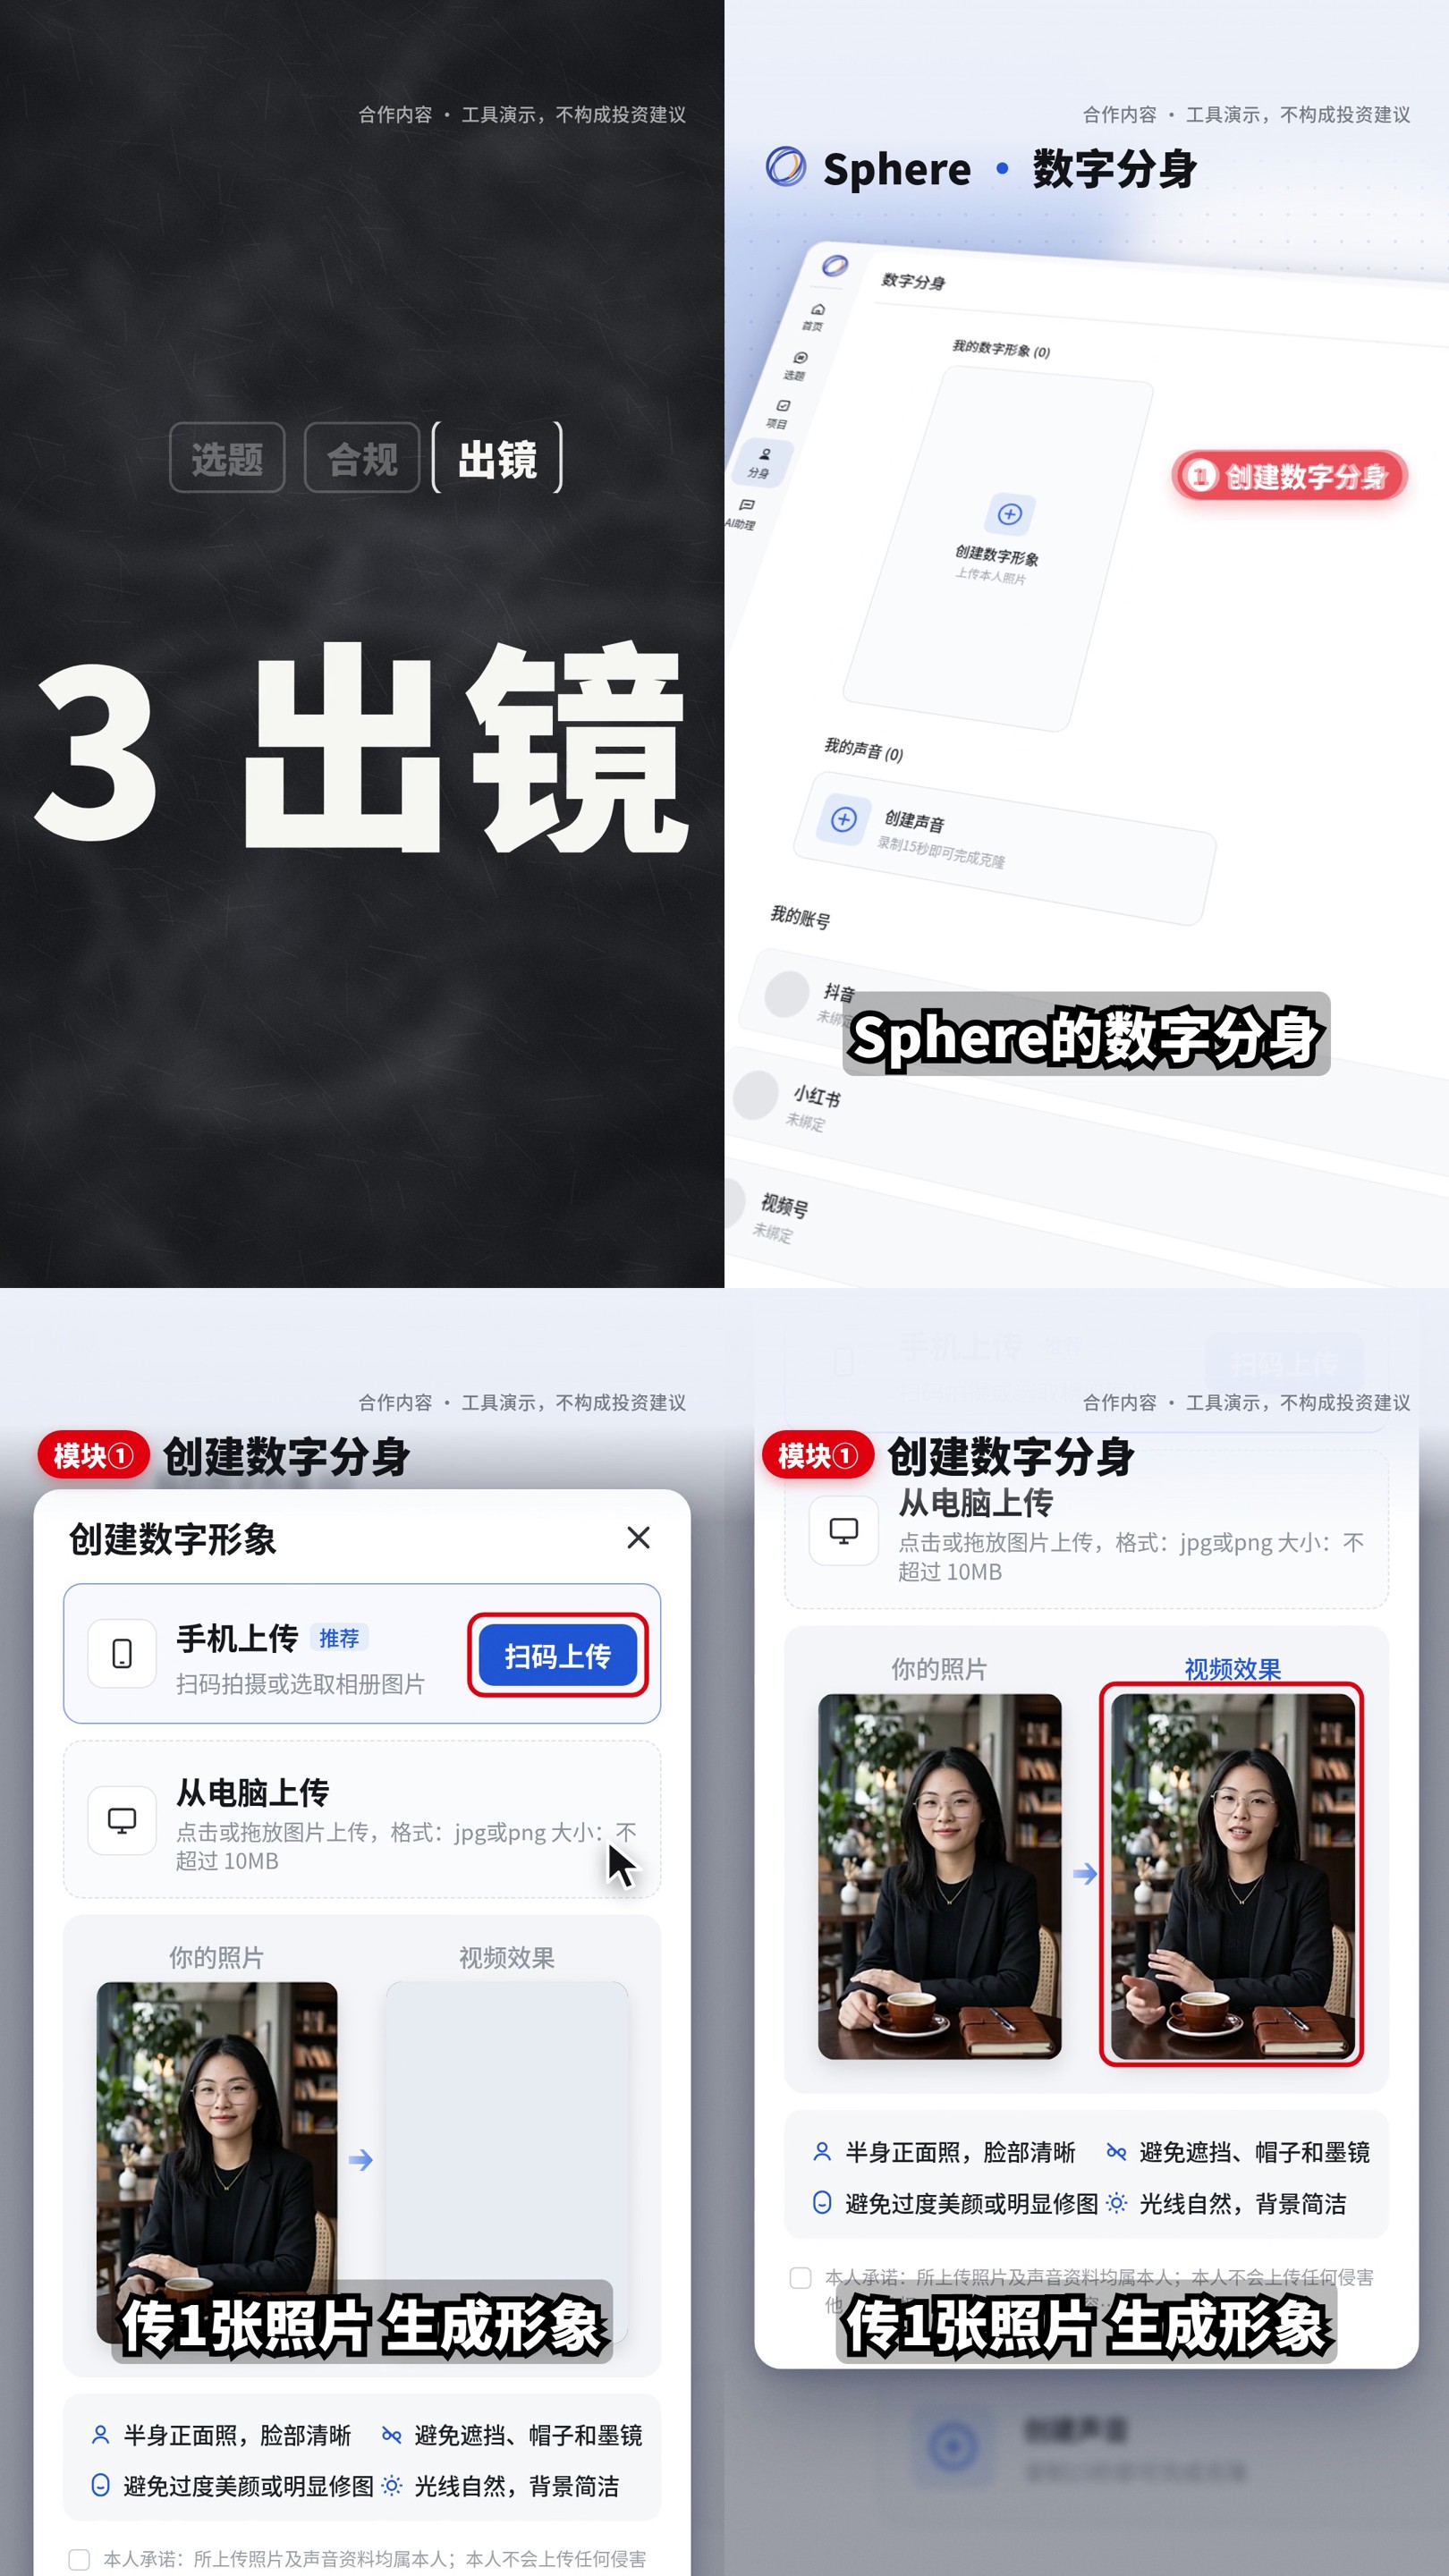 合作内容 · 工具演示，不构成投资建议
选题 合规 出镜
3 出镜
合作内容 · 工具演示，不构成投资建议
Sphere · 数字分身
数字分身
首页
选题
项目
分身
AI助理
我的数字形象 (0)
创建数字形象
上传本人照片
1 创建数字分身
我的声音 (0)
创建声音
录制15秒即可完成克隆
我的账号
抖音
未绑定
Sphere的数字分身
小红书
未绑定
视频号
未绑定
合作内容 · 工具演示，不构成投资建议
模块① 创建数字分身
创建数字形象
手机上传 推荐
扫码拍摄或选取相册图片
扫码上传
从电脑上传
点击或拖放图片上传，格式：jpg或png 大小：不
超过 10MB
你的照片 视频效果
传1张照片 生成形象
半身正面照，脸部清晰 避免遮挡、帽子和墨镜
避免过度美颜或明显修图 光线自然，背景简洁
本人承诺：所上传照片及声音资料均属本人；本人不会上传任何侵害
手机上传 推荐
扫码上传
合作内容 · 工具演示，不构成投资建议
模块① 创建数字分身
从电脑上传
点击或拖放图片上传，格式：jpg或png 大小：不
超过 10MB
你的照片 视频效果
半身正面照，脸部清晰 避免遮挡、帽子和墨镜
避免过度美颜或明显修图 光线自然，背景简洁
本人承诺：所上传照片及声音资料均属本人；本人不会上传任何侵害
他
传1张照片 生成形象
创建声音